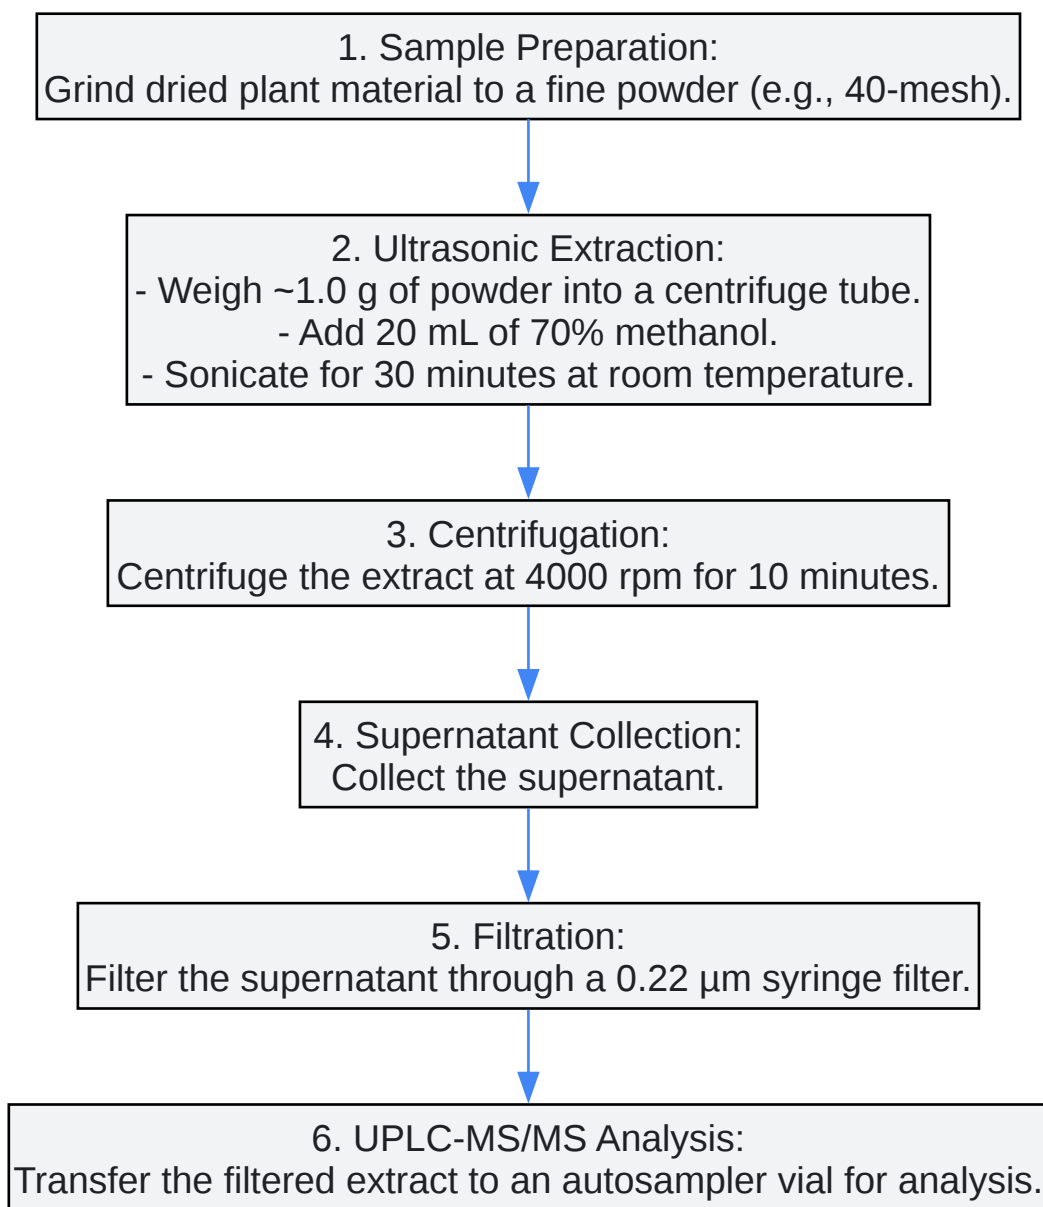 1. Sample Preparation:
Grind dried plant material to a fine powder (e.g., 40-mesh).
2. Ultrasonic Extraction:
- Weigh ~1.0 g of powder into a centrifuge tube.
- Add 20 mL of 70% methanol.
- Sonicate for 30 minutes at room temperature.
3. Centrifugation:
Centrifuge the extract at 4000 rpm for 10 minutes.
4. Supernatant Collection:
Collect the supernatant.
5. Filtration:
Filter the supernatant through a 0.22 µm syringe filter.
6. UPLC-MS/MS Analysis:
Transfer the filtered extract to an autosampler vial for analysis.